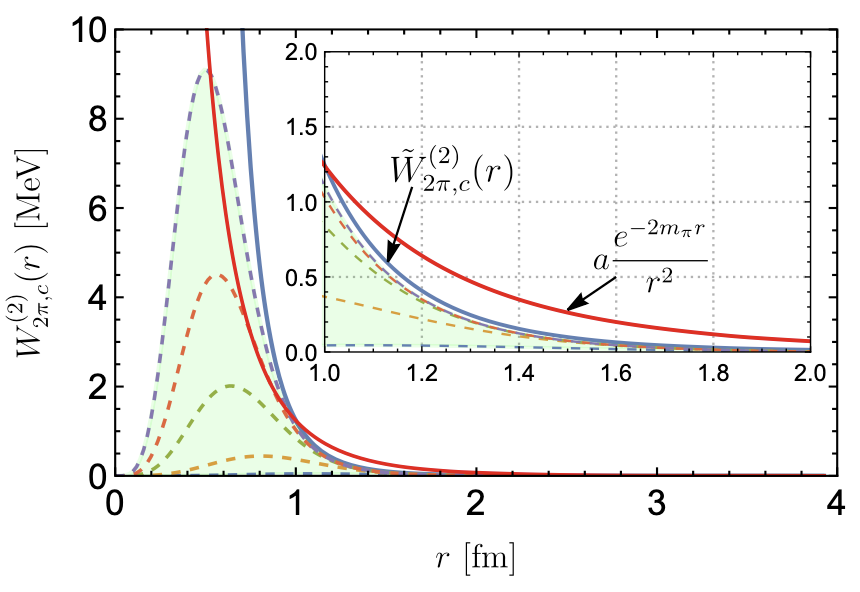 10
8
6
4
2
0
0 1 2 3 4
W_{2π,c}^{(2)}(r) [MeV]
r [fm]
2.0
1.5
1.0
0.5
0.0
1.0 1.2 1.4 1.6 1.8 2.0
W̃_{2π,c}^{(2)}(r)
a e^{-2m_π r} / r^2